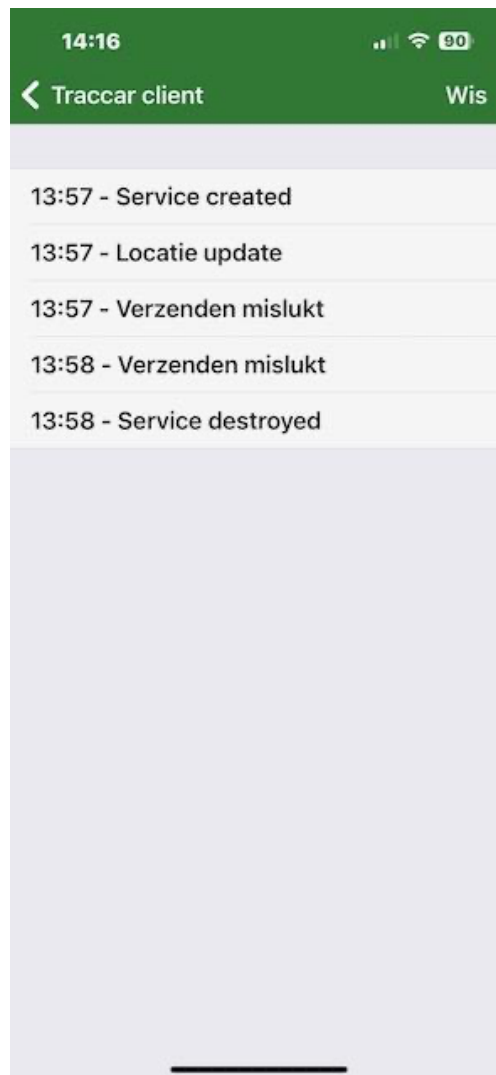 14:16
90
Traccar client
Wis
13:57 - Service created
13:57 - Locatie update
13:57 - Verzenden mislukt
13:58 - Verzenden mislukt
13:58 - Service destroyed